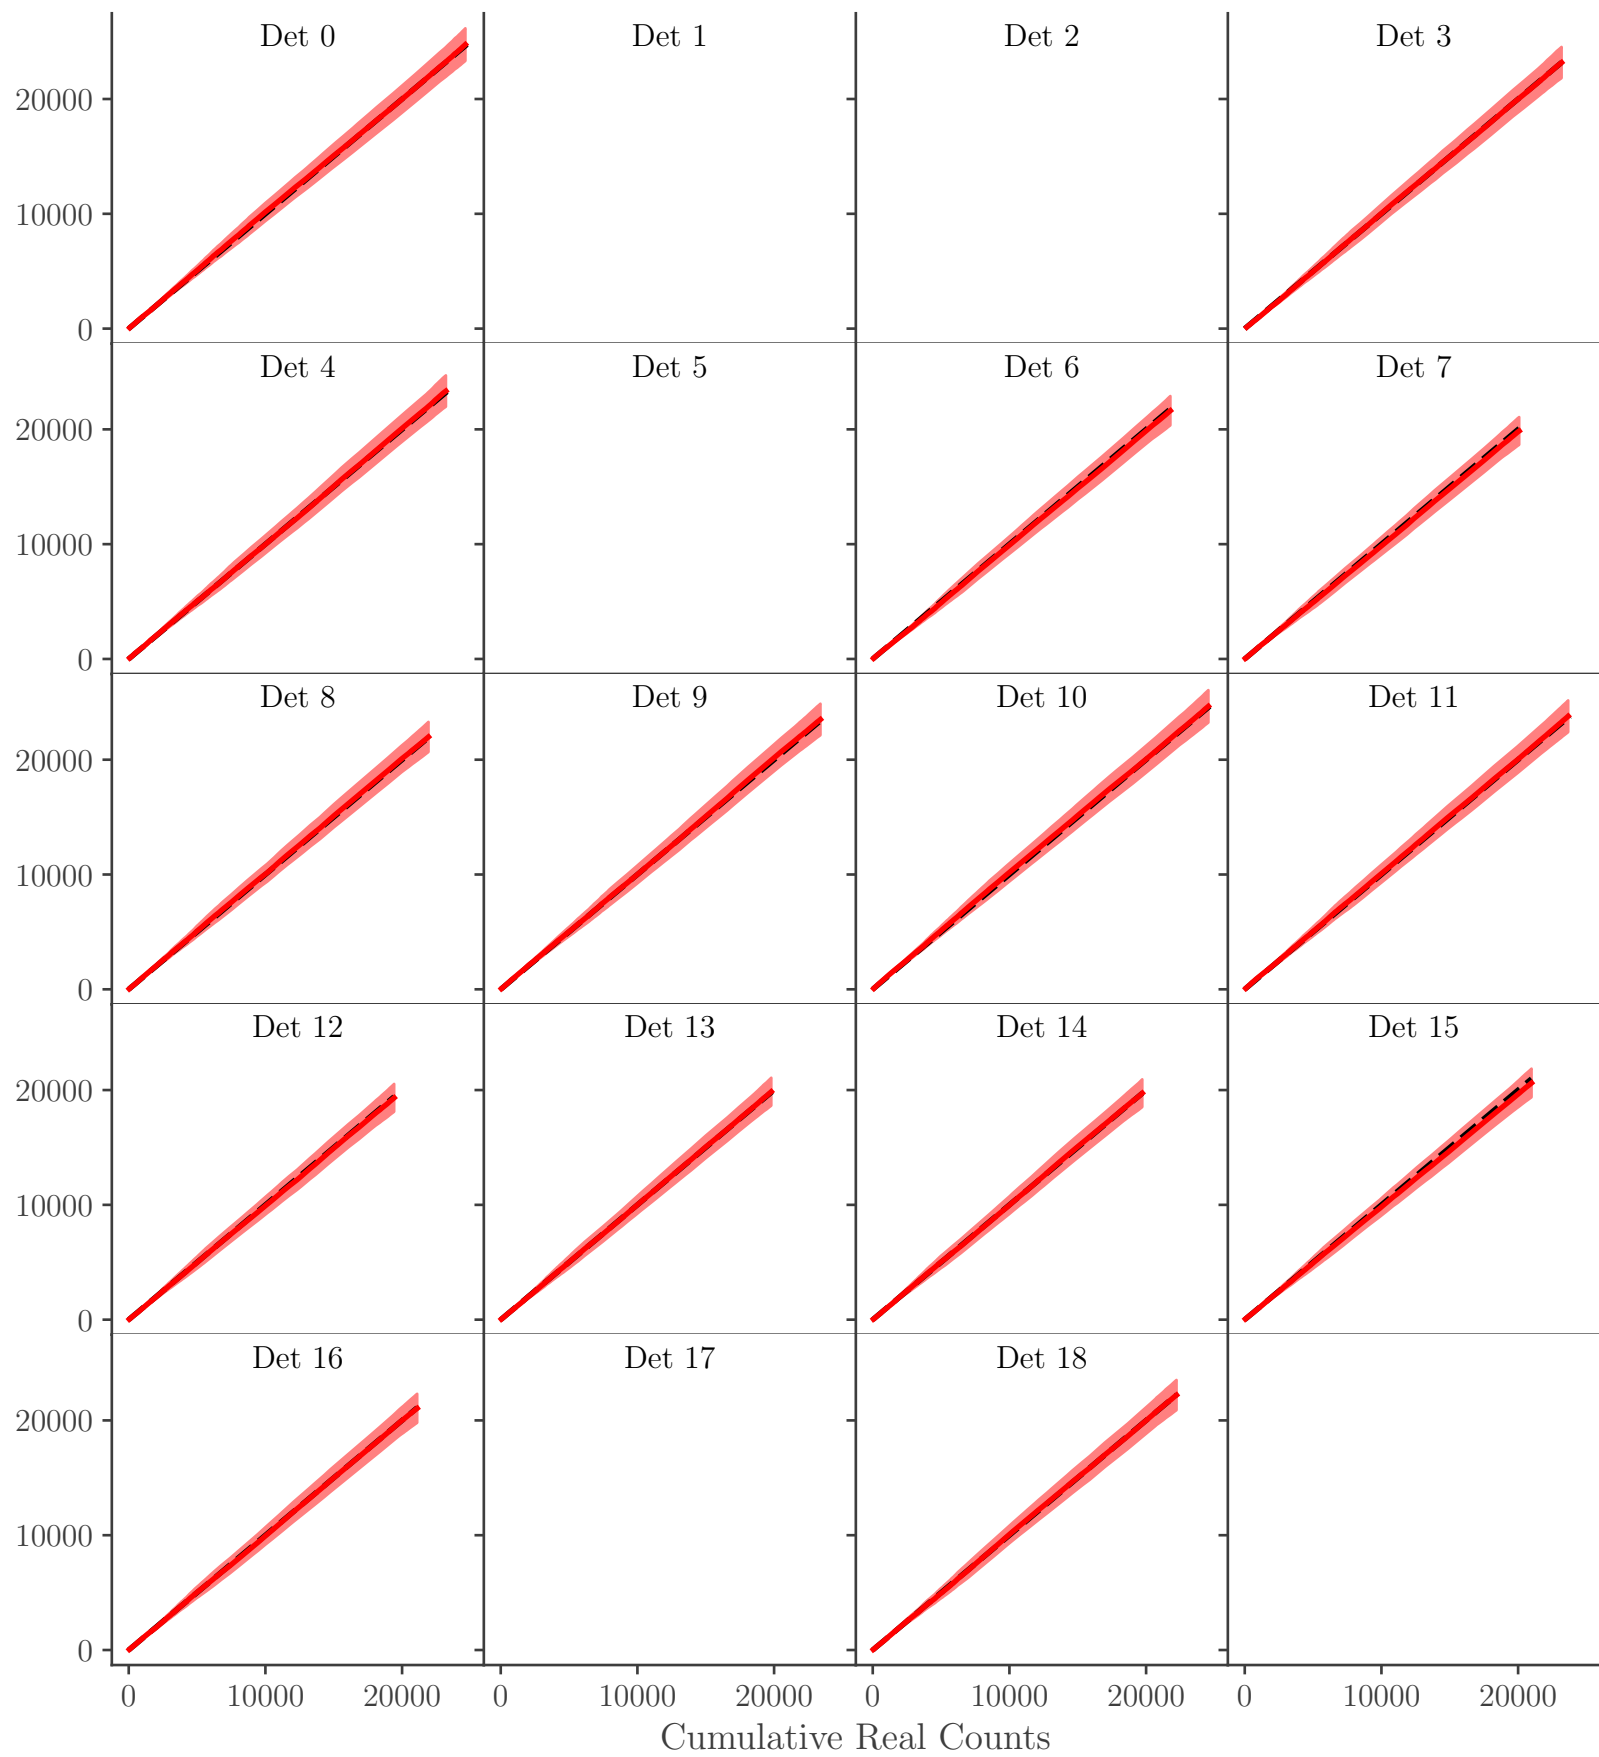 Det 0 Det 1 Det 2 Det 3
20000
10000
0
Det 4 Det 5 Det 6 Det 7
20000
10000
0
Det 8 Det 9 Det 10 Det 11
20000
10000
0
Det 12 Det 13 Det 14 Det 15
20000
10000
0
Det 16 Det 17 Det 18
20000
10000
0
0 10000 20000 0 10000 20000 0 10000 20000 0 10000 20000
Cumulative Real Counts